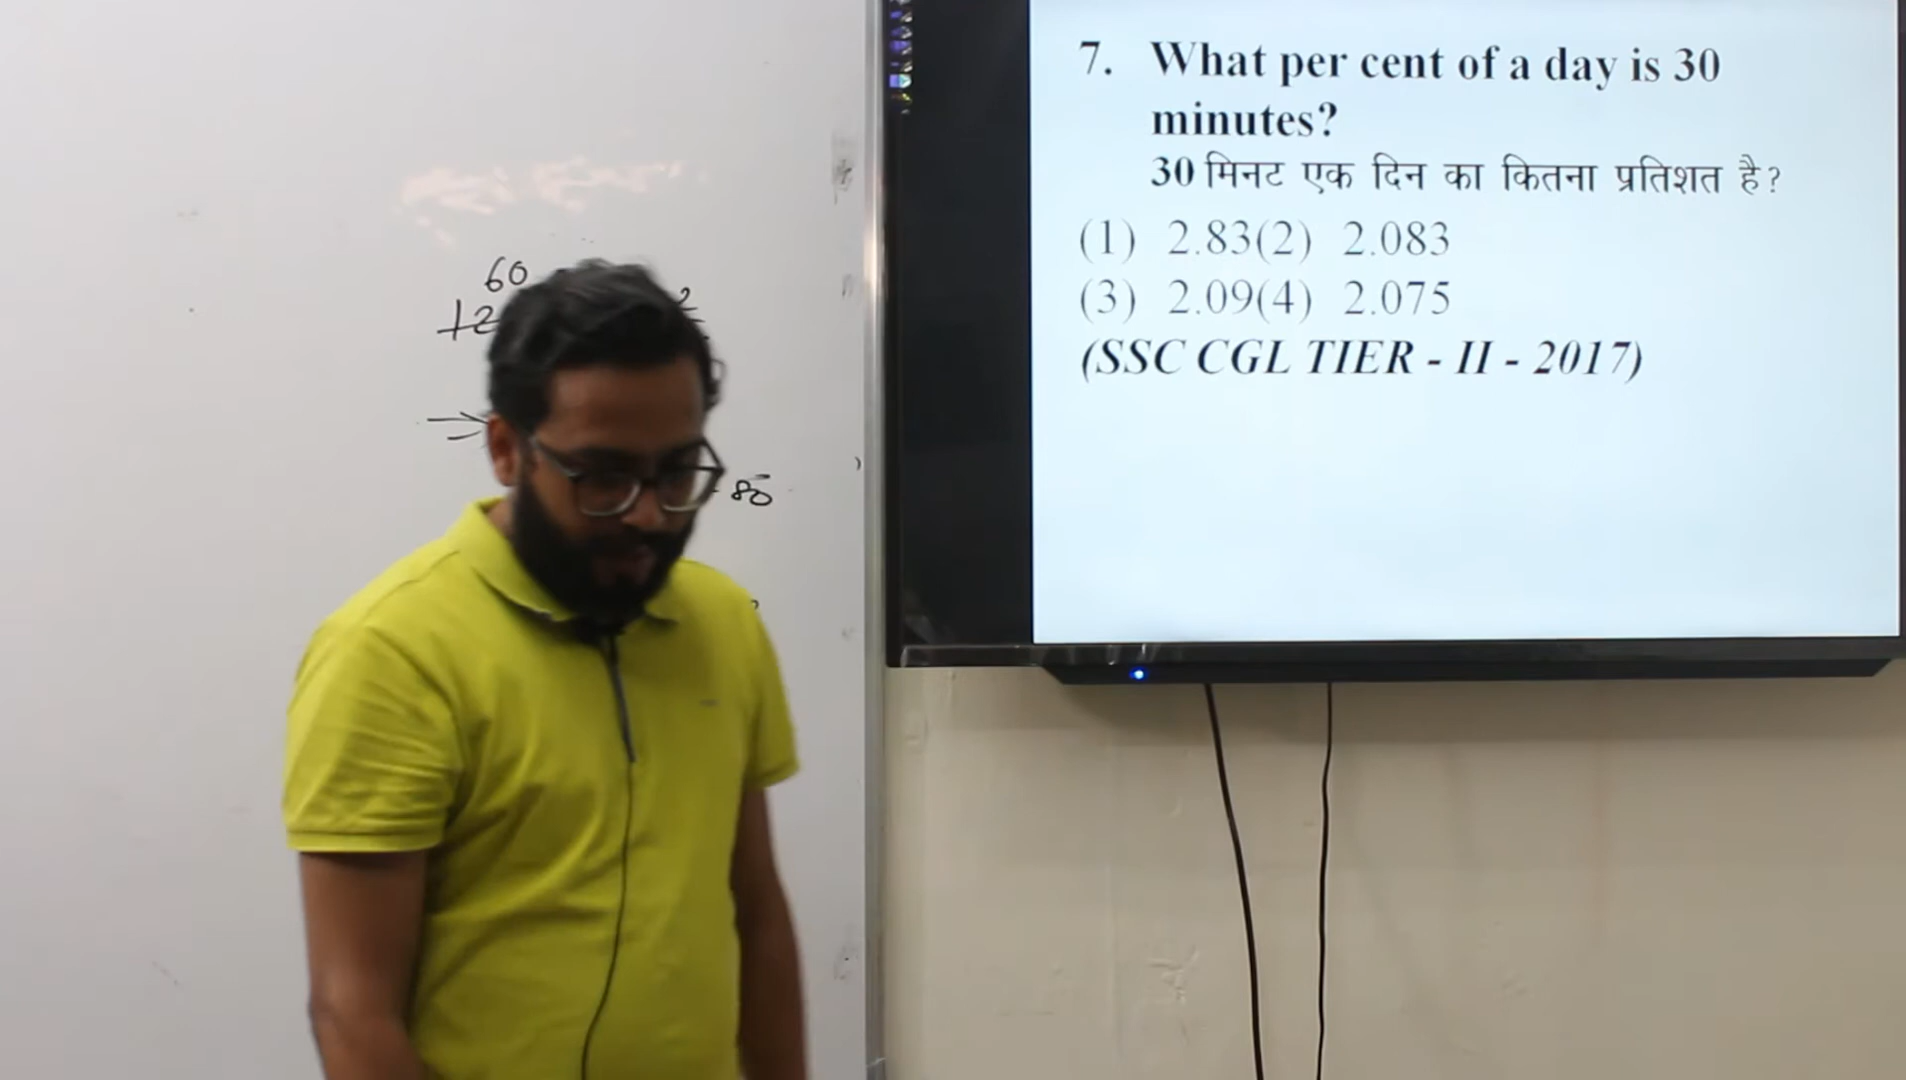 60
12
80
7. What per cent of a day is 30
minutes?
30 मिनट एक दिन का कितना प्रतिशत है?
(1) 2.83(2) 2.083
(3) 2.09(4) 2.075
(SSC CGL TIER - II - 2017)